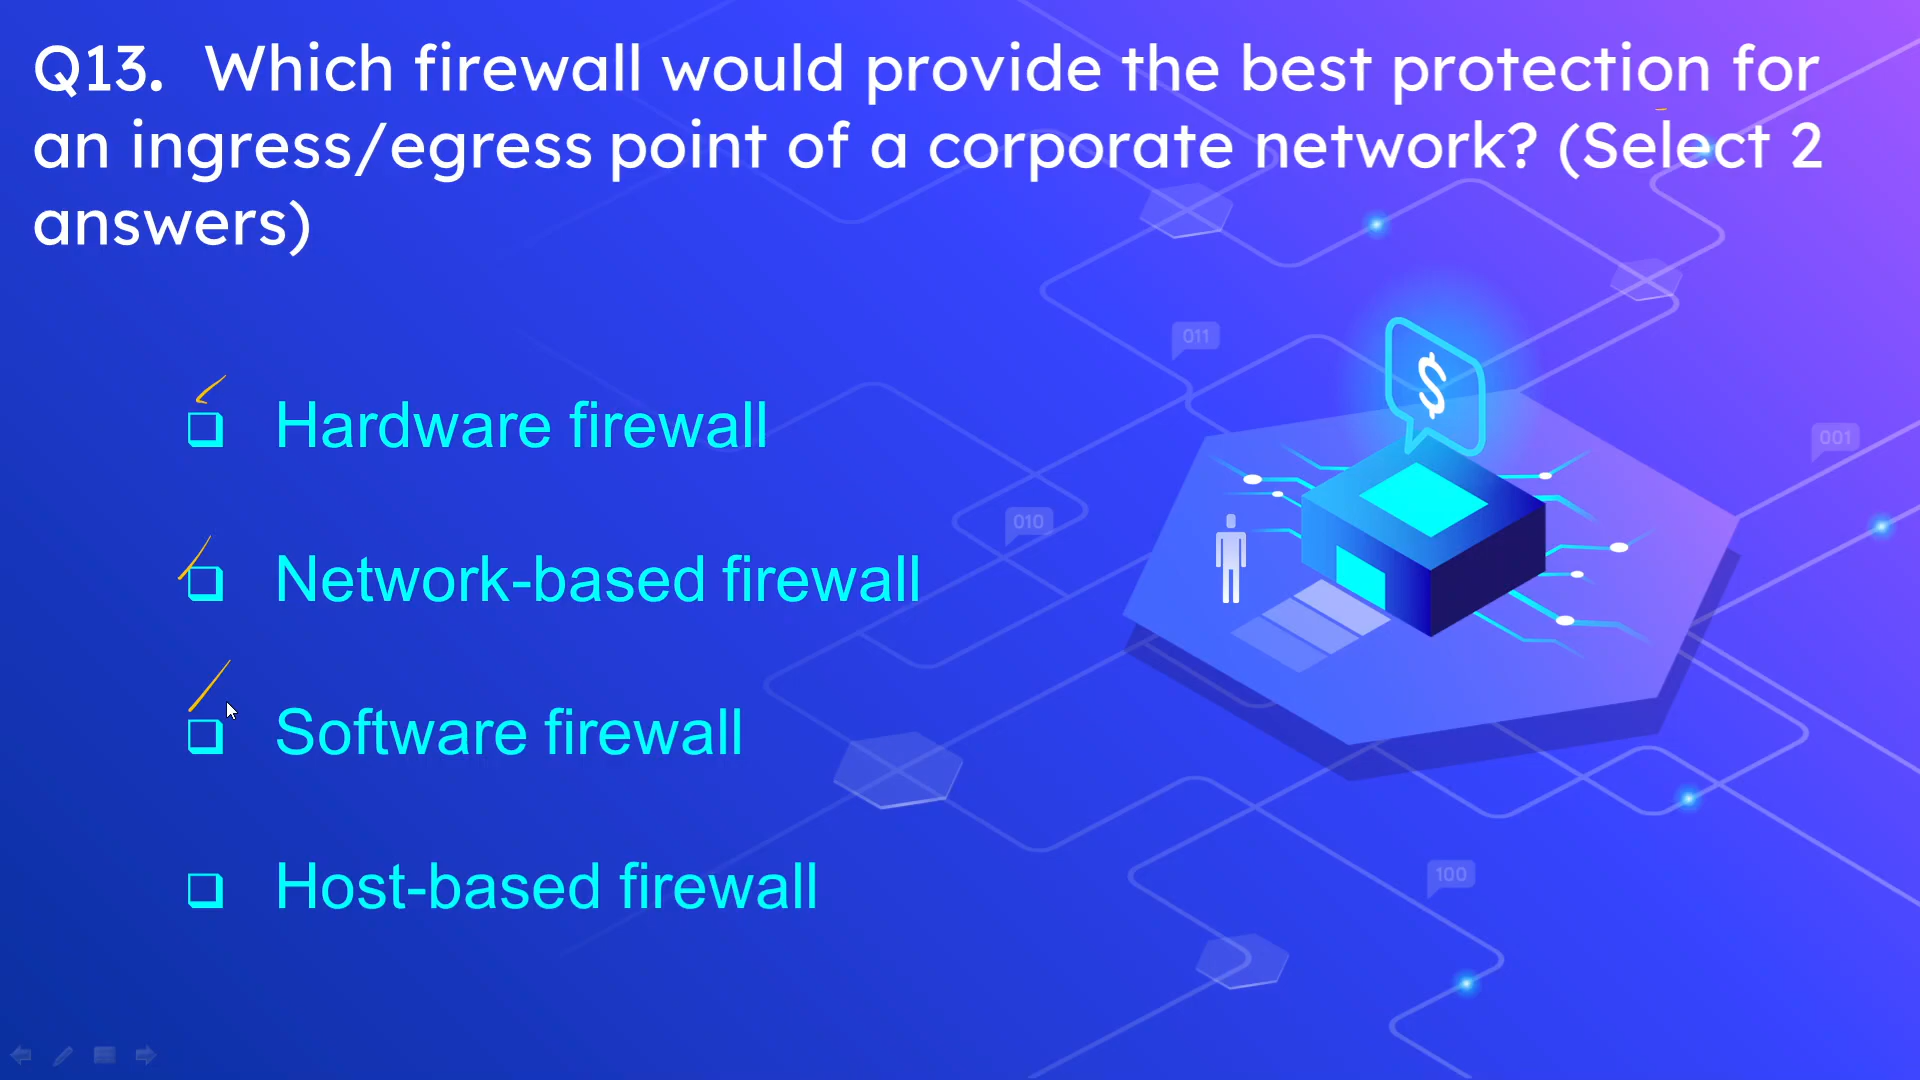 Q13. Which firewall would provide the best protection for
an ingress/egress point of a corporate network? (Select 2
answers)
Hardware firewall
Network-based firewall
Software firewall
Host-based firewall
011
$
001
010
100